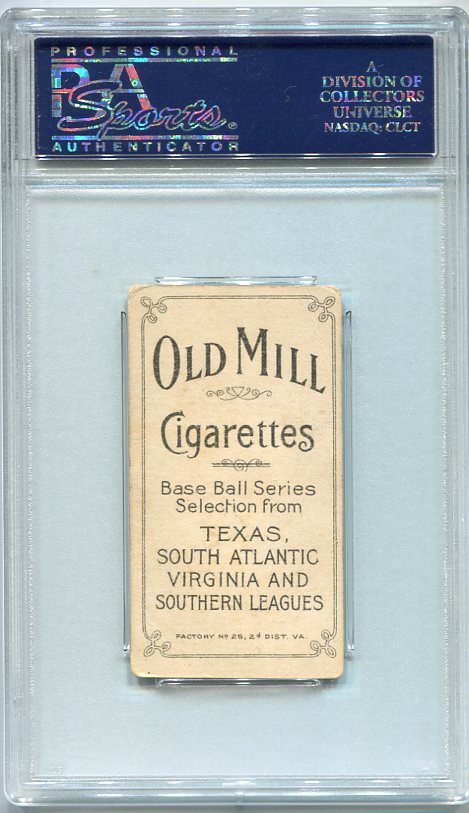 PROFESSIONAL
PSA
Sports.
AUTHENTICATOR
A
DIVISION OF
COLLECTORS
UNIVERSE
NASDAQ: CLCT
OLD MILL
Cigarettes
Base Ball Series
Selection from
TEXAS,
SOUTH ATLANTIC
VIRGINIA AND
SOUTHERN LEAGUES
FACTORY Nº 25, 2ᵈ DIST. VA.